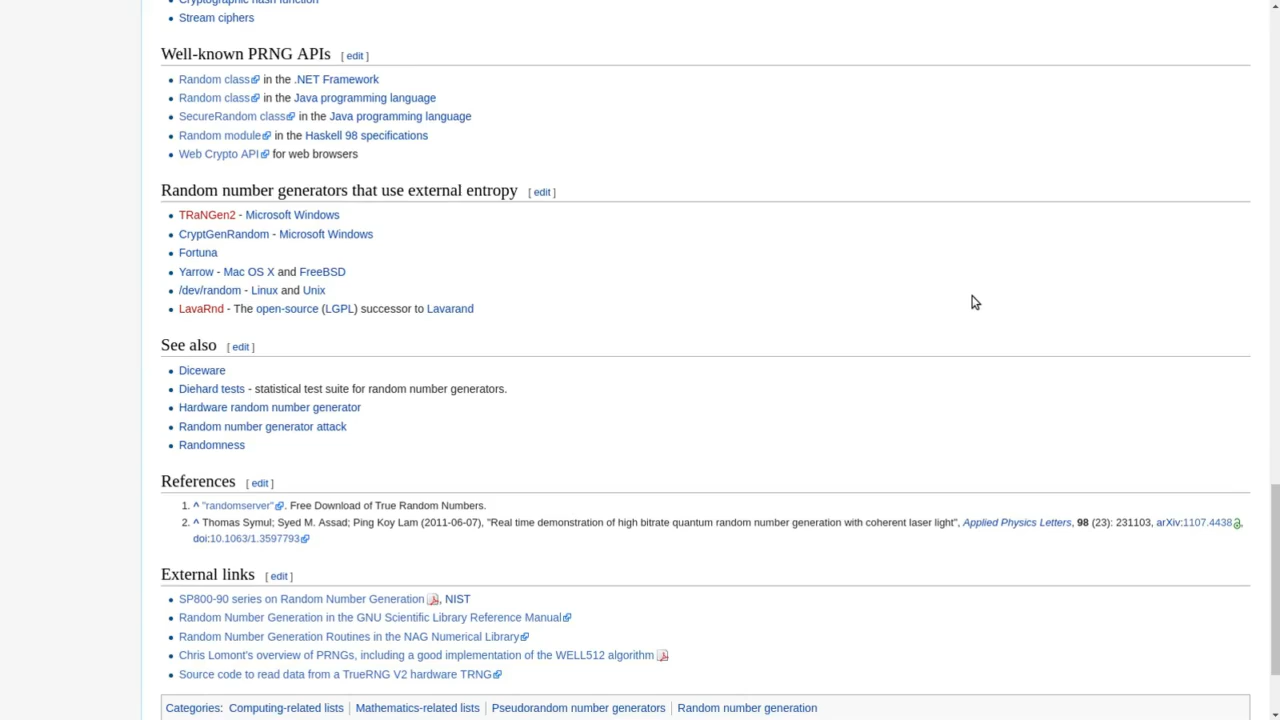 Cryptographic hash function
Stream ciphers
Well-known PRNG APIs [ edit ]
Random class in the .NET Framework
Random class in the Java programming language
SecureRandom class in the Java programming language
Random module in the Haskell 98 specifications
Web Crypto API for web browsers
Random number generators that use external entropy [ edit ]
TRaNGen2 - Microsoft Windows
CryptGenRandom - Microsoft Windows
Fortuna
Yarrow - Mac OS X and FreeBSD
/dev/random - Linux and Unix
LavaRnd - The open-source (LGPL) successor to Lavarand
See also [ edit ]
Diceware
Diehard tests - statistical test suite for random number generators.
Hardware random number generator
Random number generator attack
Randomness
References [ edit ]
1. ^ "randomserver". Free Download of True Random Numbers.
2. ^ Thomas Symul; Syed M. Assad; Ping Koy Lam (2011-06-07), "Real time demonstration of high bitrate quantum random number generation with coherent laser light", Applied Physics Letters, 98 (23): 231103, arXiv:1107.4438,
doi:10.1063/1.3597793
External links [ edit ]
SP800-90 series on Random Number Generation, NIST
Random Number Generation in the GNU Scientific Library Reference Manual
Random Number Generation Routines in the NAG Numerical Library
Chris Lomont's overview of PRNGs, including a good implementation of the WELL512 algorithm
Source code to read data from a TrueRNG V2 hardware TRNG
Categories: Computing-related lists | Mathematics-related lists | Pseudorandom number generators | Random number generation